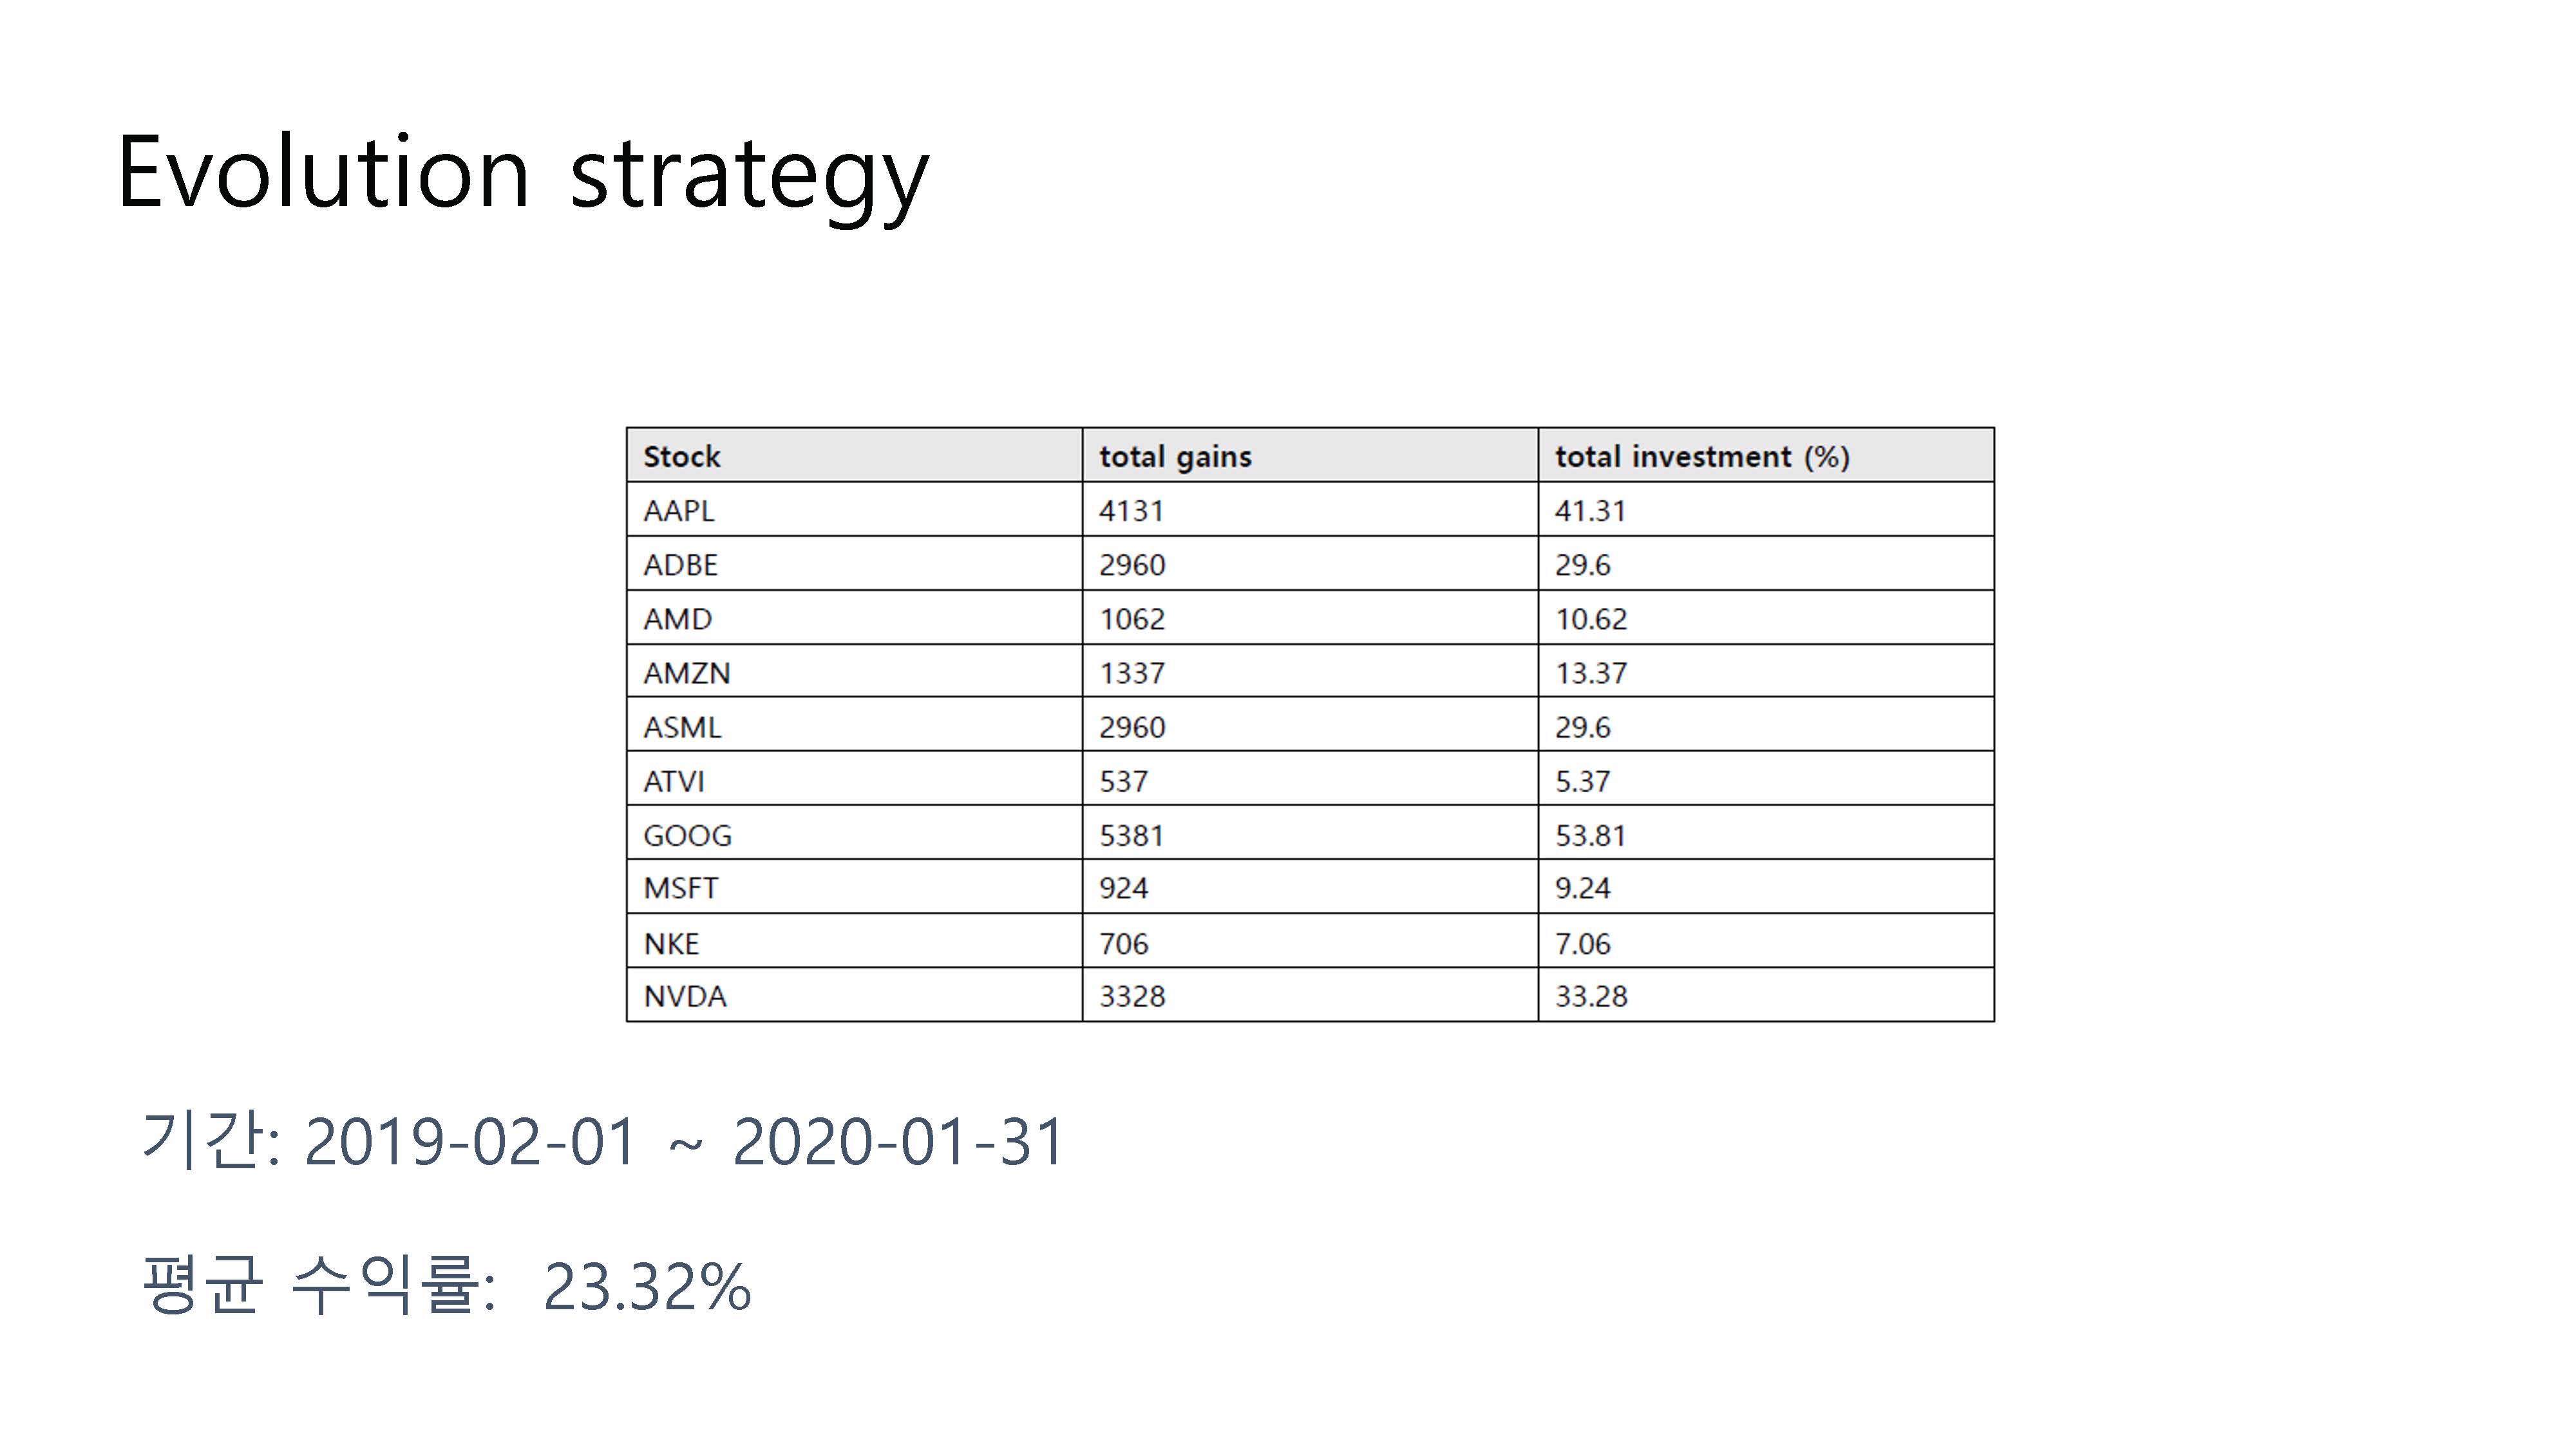 Evolution strategy
Stock total gains total investment (%)
AAPL 4131 41.31
ADBE 2960 29.6
AMD 1062 10.62
AMZN 1337 13.37
ASML 2960 29.6
ATVI 537 5.37
GOOG 5381 53.81
MSFT 924 9.24
NKE 706 7.06
NVDA 3328 33.28
기간: 2019-02-01 ~ 2020-01-31
평균 수익률: 23.32%